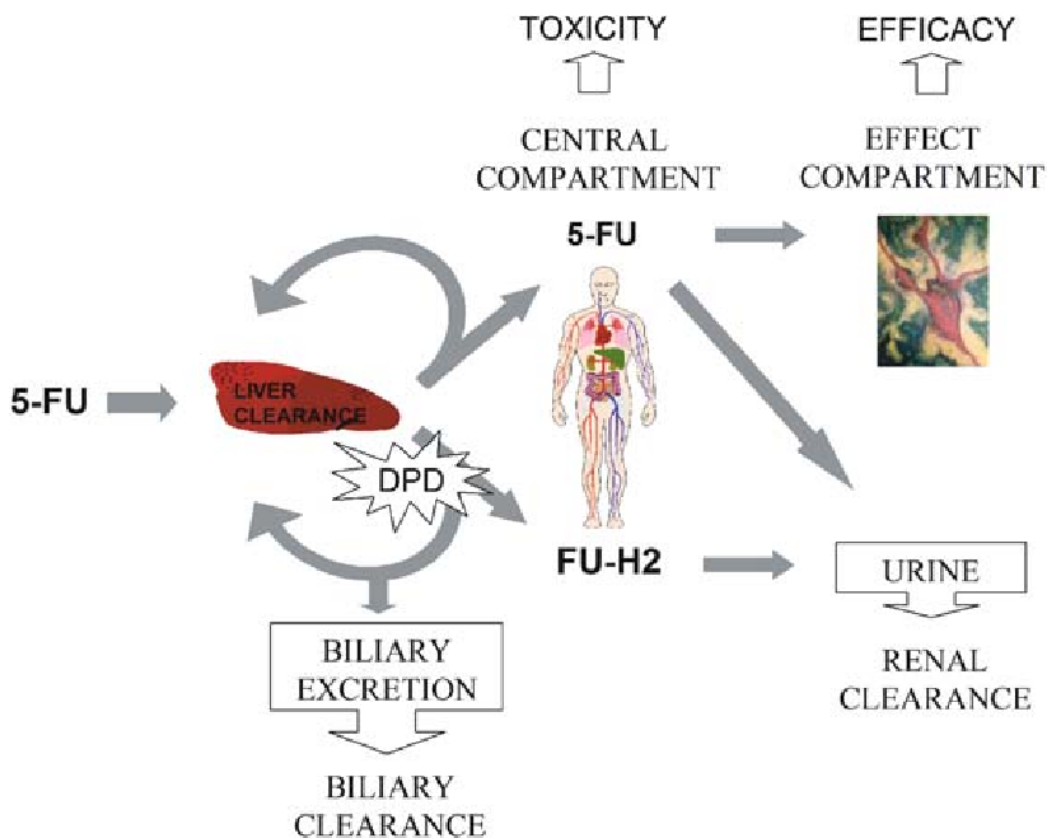 TOXICITY
EFFICACY
CENTRAL
COMPARTMENT
EFFECT
COMPARTMENT
5-FU
5-FU
LIVER
CLEARANCE
DPD
FU-H2
URINE
RENAL
CLEARANCE
BILIARY
EXCRETION
BILIARY
CLEARANCE